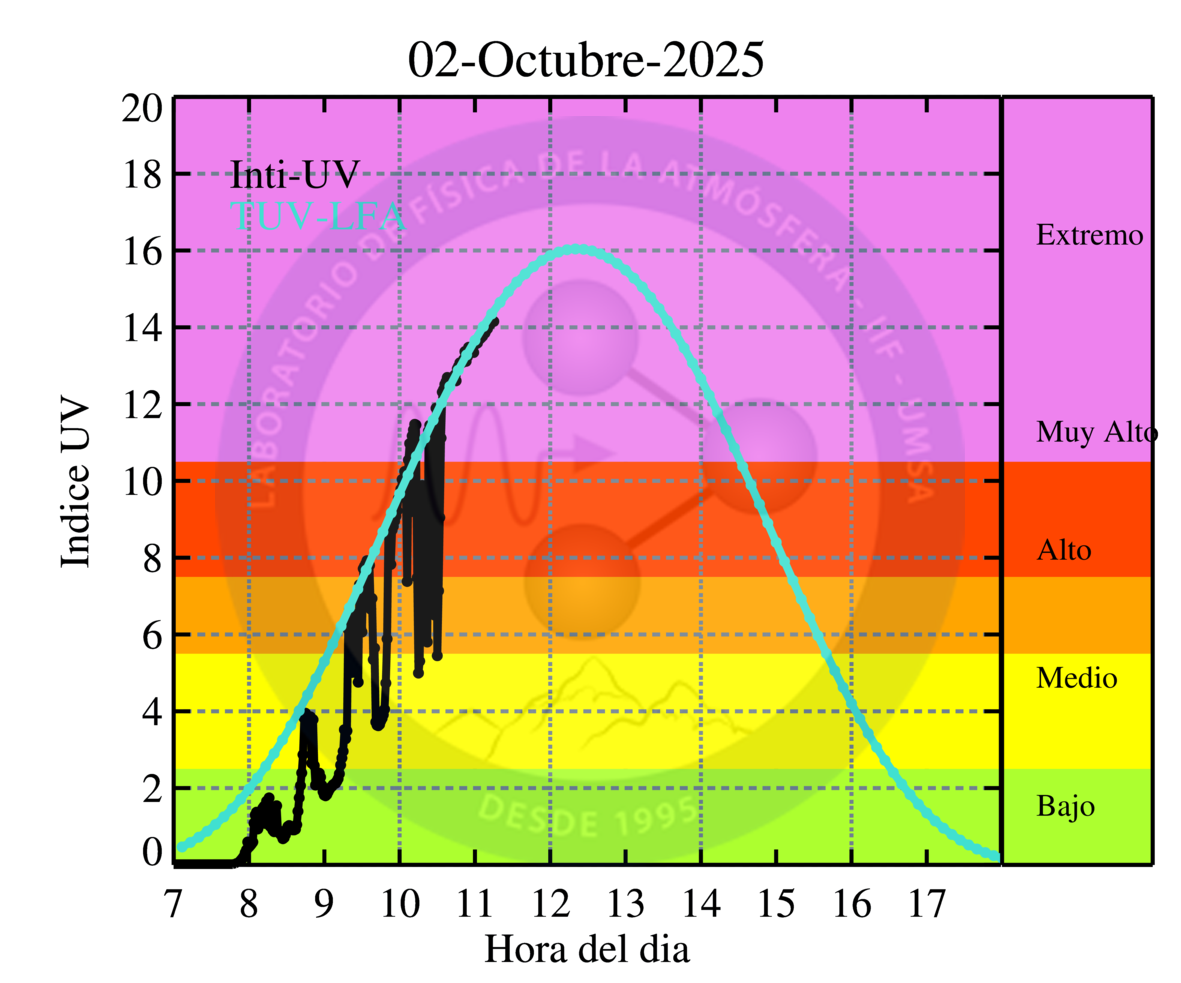 02-Octubre-2025
20
18
16
14
12
10
8
6
4
2
0
Indice UV
Inti-UV
TUV-LFA
LABORATORIO DE FÍSICA DE LA ATMÓSFERA - IIF - UMSA
DESDE 1995
Extremo
Muy Alto
Alto
Medio
Bajo
7 8 9 10 11 12 13 14 15 16 17
Hora del dia